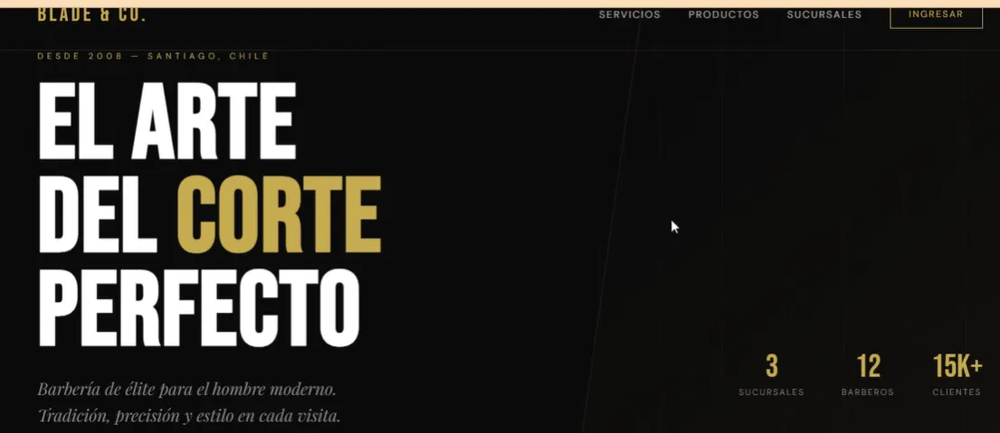 BLADE & CO.
SERVICIOS PRODUCTOS SUCURSALES INGRESAR
DESDE 2008 — SANTIAGO, CHILE
EL ARTE
DEL CORTE
PERFECTO
Barbería de élite para el hombre moderno.
Tradición, precisión y estilo en cada visita.
3 12 15K+
SUCURSALES BARBEROS CLIENTES